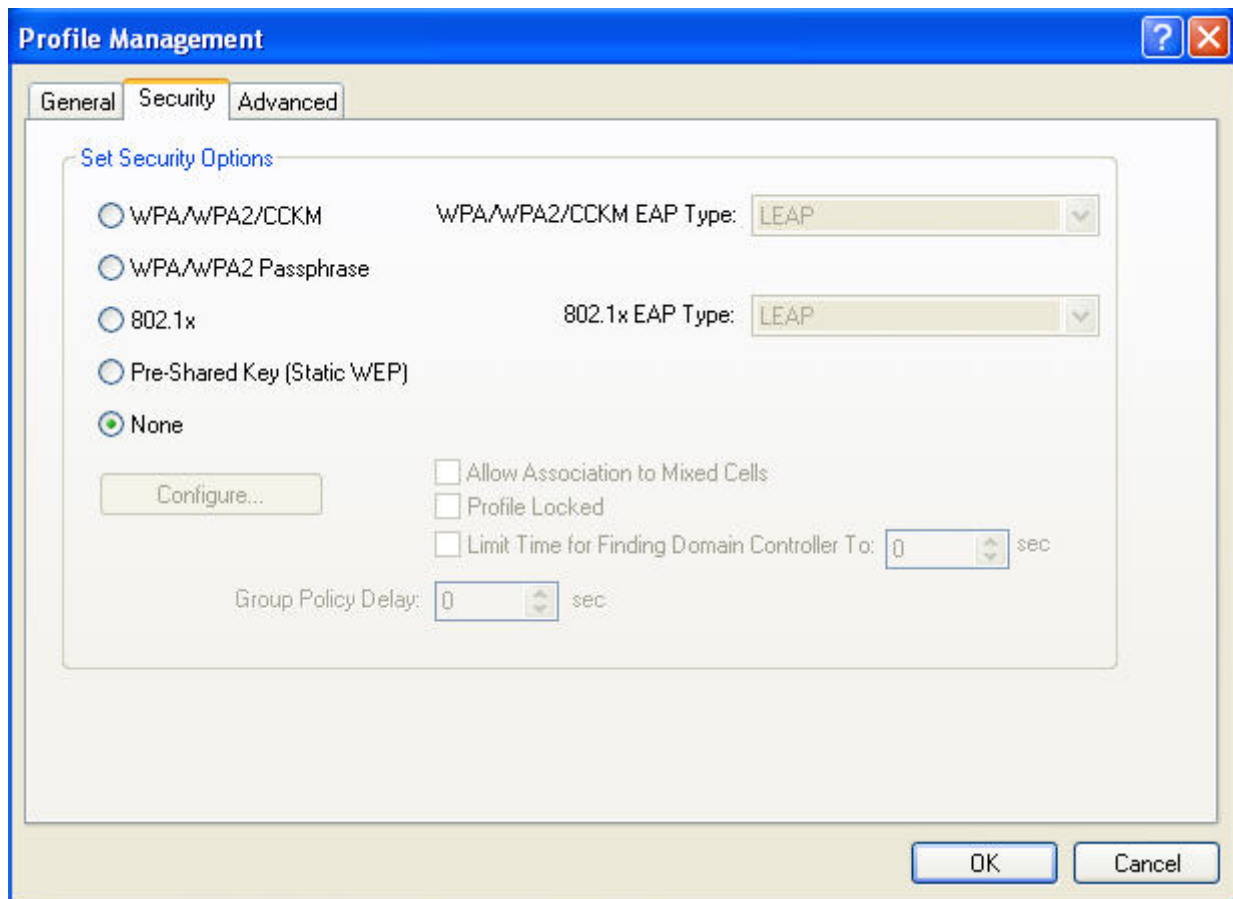 Profile Management
General Security Advanced
Set Security Options
WPA/WPA2/CCKM WPA/WPA2/CCKM EAP Type: LEAP
WPA/WPA2 Passphrase
802.1x 802.1x EAP Type: LEAP
Pre-Shared Key (Static WEP)
None
Configure... Allow Association to Mixed Cells
Profile Locked
Limit Time for Finding Domain Controller To: 0 sec
Group Policy Delay: 0 sec
OK Cancel